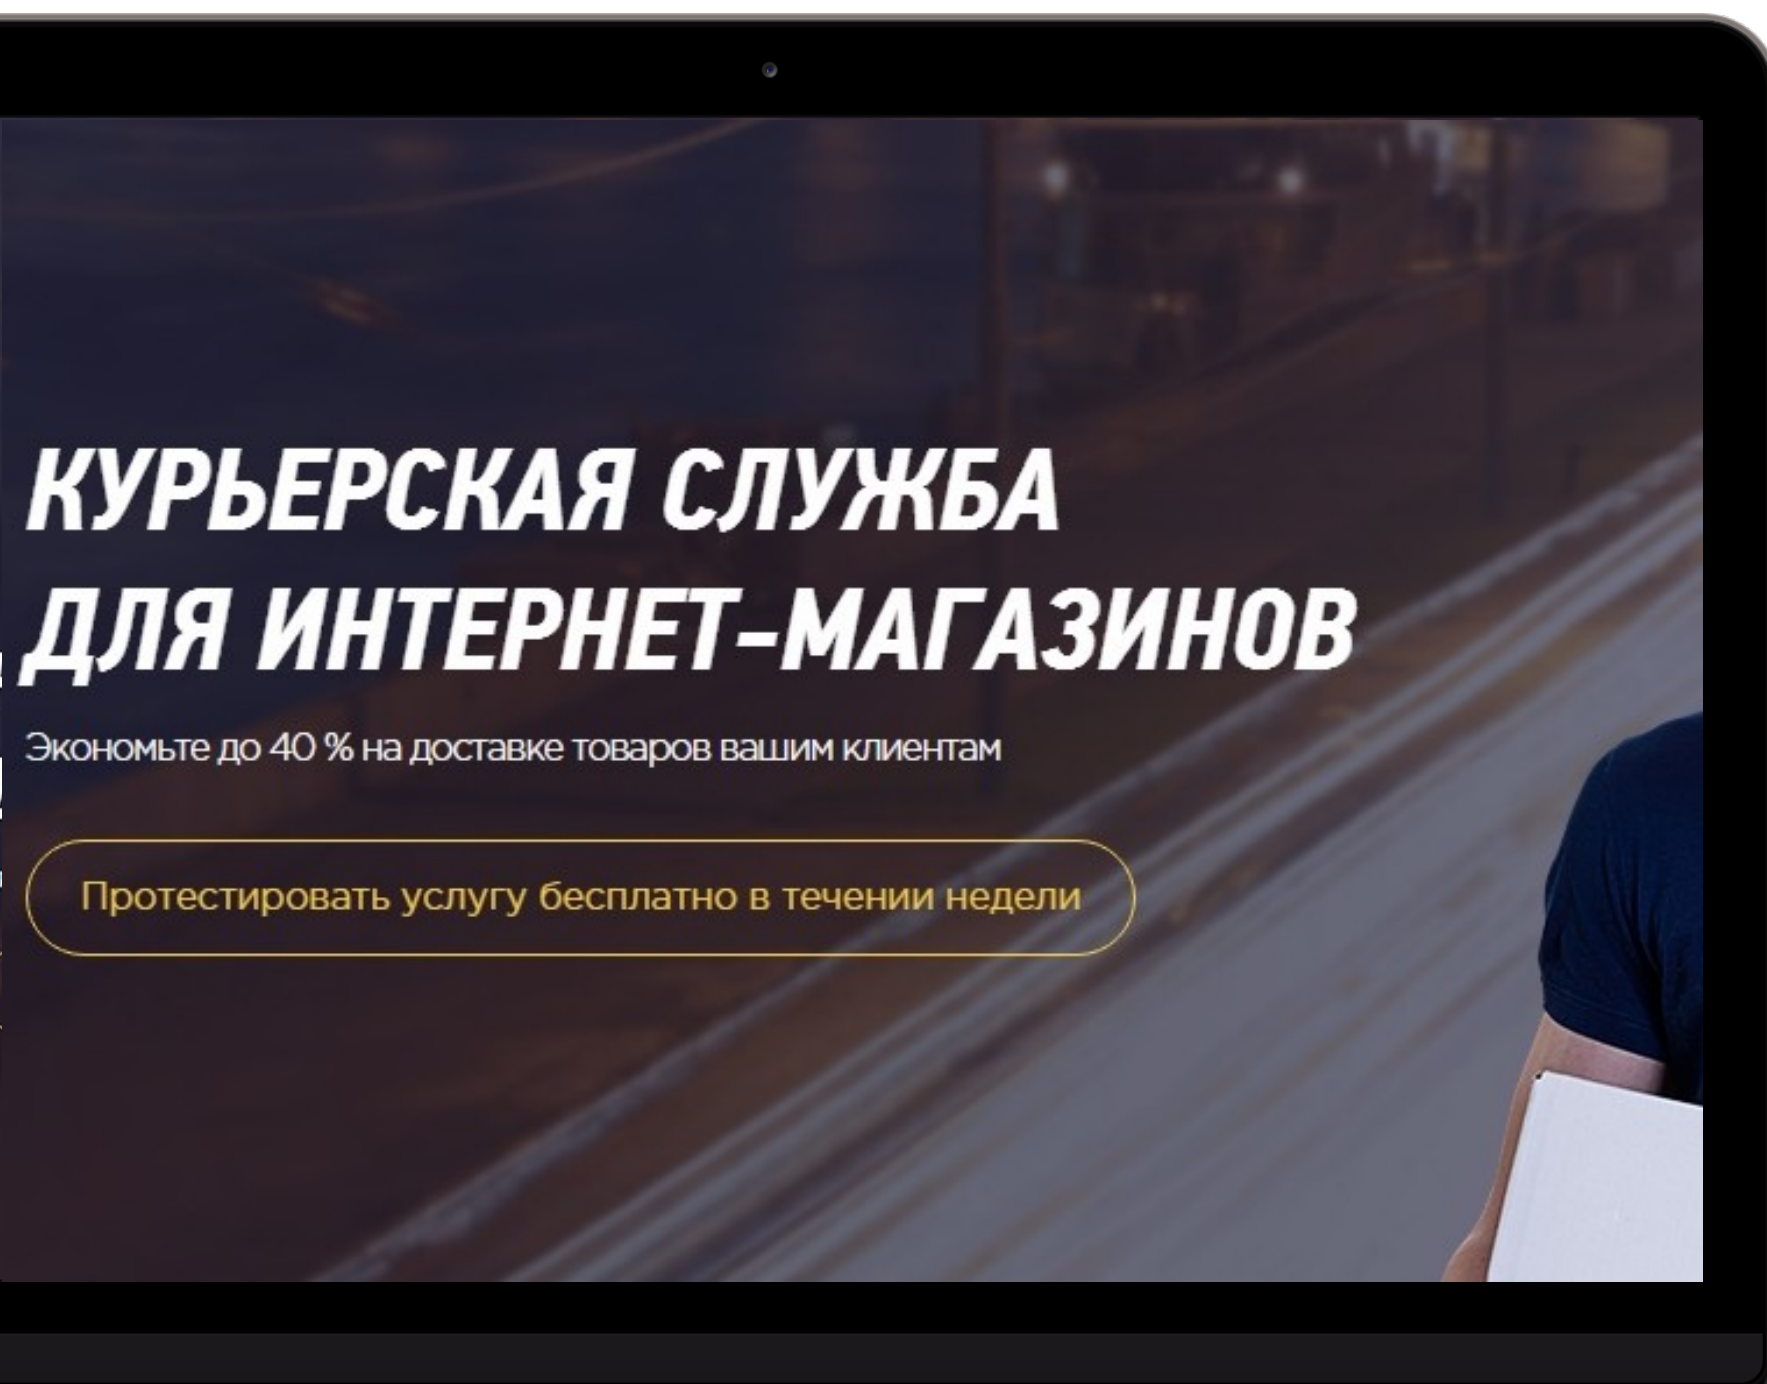 КУРЬЕРСКАЯ СЛУЖБА
ДЛЯ ИНТЕРНЕТ-МАГАЗИНОВ
Экономьте до 40 % на доставке товаров вашим клиентам
Протестировать услугу бесплатно в течении недели